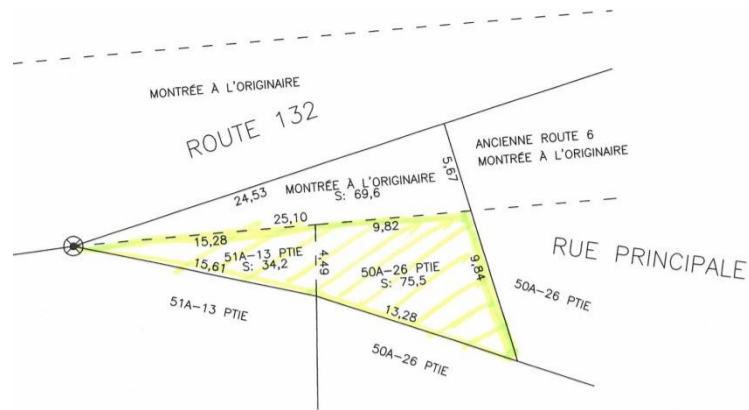 MONTRÉE À L'ORIGINAIRE
ROUTE 132
ANCIENNE ROUTE 6
MONTRÉE À L'ORIGINAIRE
5,67
24,53
MONTRÉE À L'ORIGINAIRE
S: 69,6
25,10
15,28
9,82
RUE PRINCIPALE
15,61
51A-13 PTIE
S: 34,2
4,49
50A-26 PTIE
S: 75,5
9,84
50A-26 PTIE
51A-13 PTIE
13,28
50A-26 PTIE